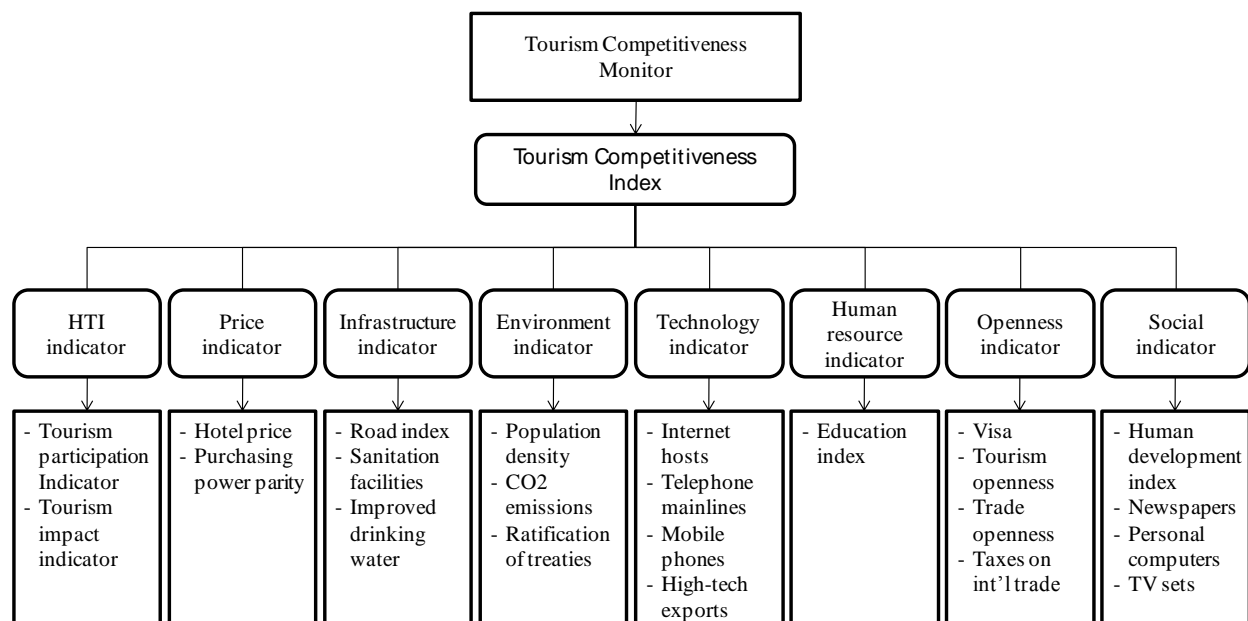 Tourism Competitiveness
Monitor
Tourism Competitiveness
Index
HTI
indicator
Price
indicator
Infrastructure
indicator
Environment
indicator
Technology
indicator
Human
resource
indicator
Openness
indicator
Social
indicator
- Tourism
participation
Indicator
- Tourism
impact
indicator
- Hotel price
- Purchasing
power parity
- Road index
- Sanitation
facilities
- Improved
drinking
water
- Population
density
- CO2
emissions
- Ratification
of treaties
- Internet
hosts
- Telephone
mainlines
- Mobile
phones
- High-tech
exports
- Education
index
- Visa
- Tourism
openness
- Trade
openness
- Taxes on
int’l trade
- Human
development
index
- Newspapers
- Personal
computers
- TV sets